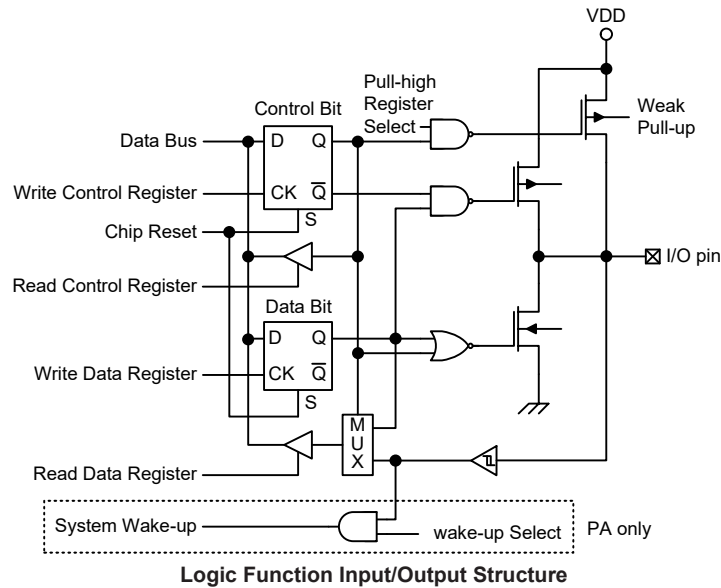 VDD
Pull-high
Register
Select
Weak
Pull-up
Control Bit
Data Bus
D
Q
Write Control Register
CK
Q̅
S
Chip Reset
I/O pin
Read Control Register
Data Bit
D
Q
Write Data Register
CK
Q̅
S
M
U
X
Read Data Register
System Wake-up
wake-up Select
PA only
Logic Function Input/Output Structure